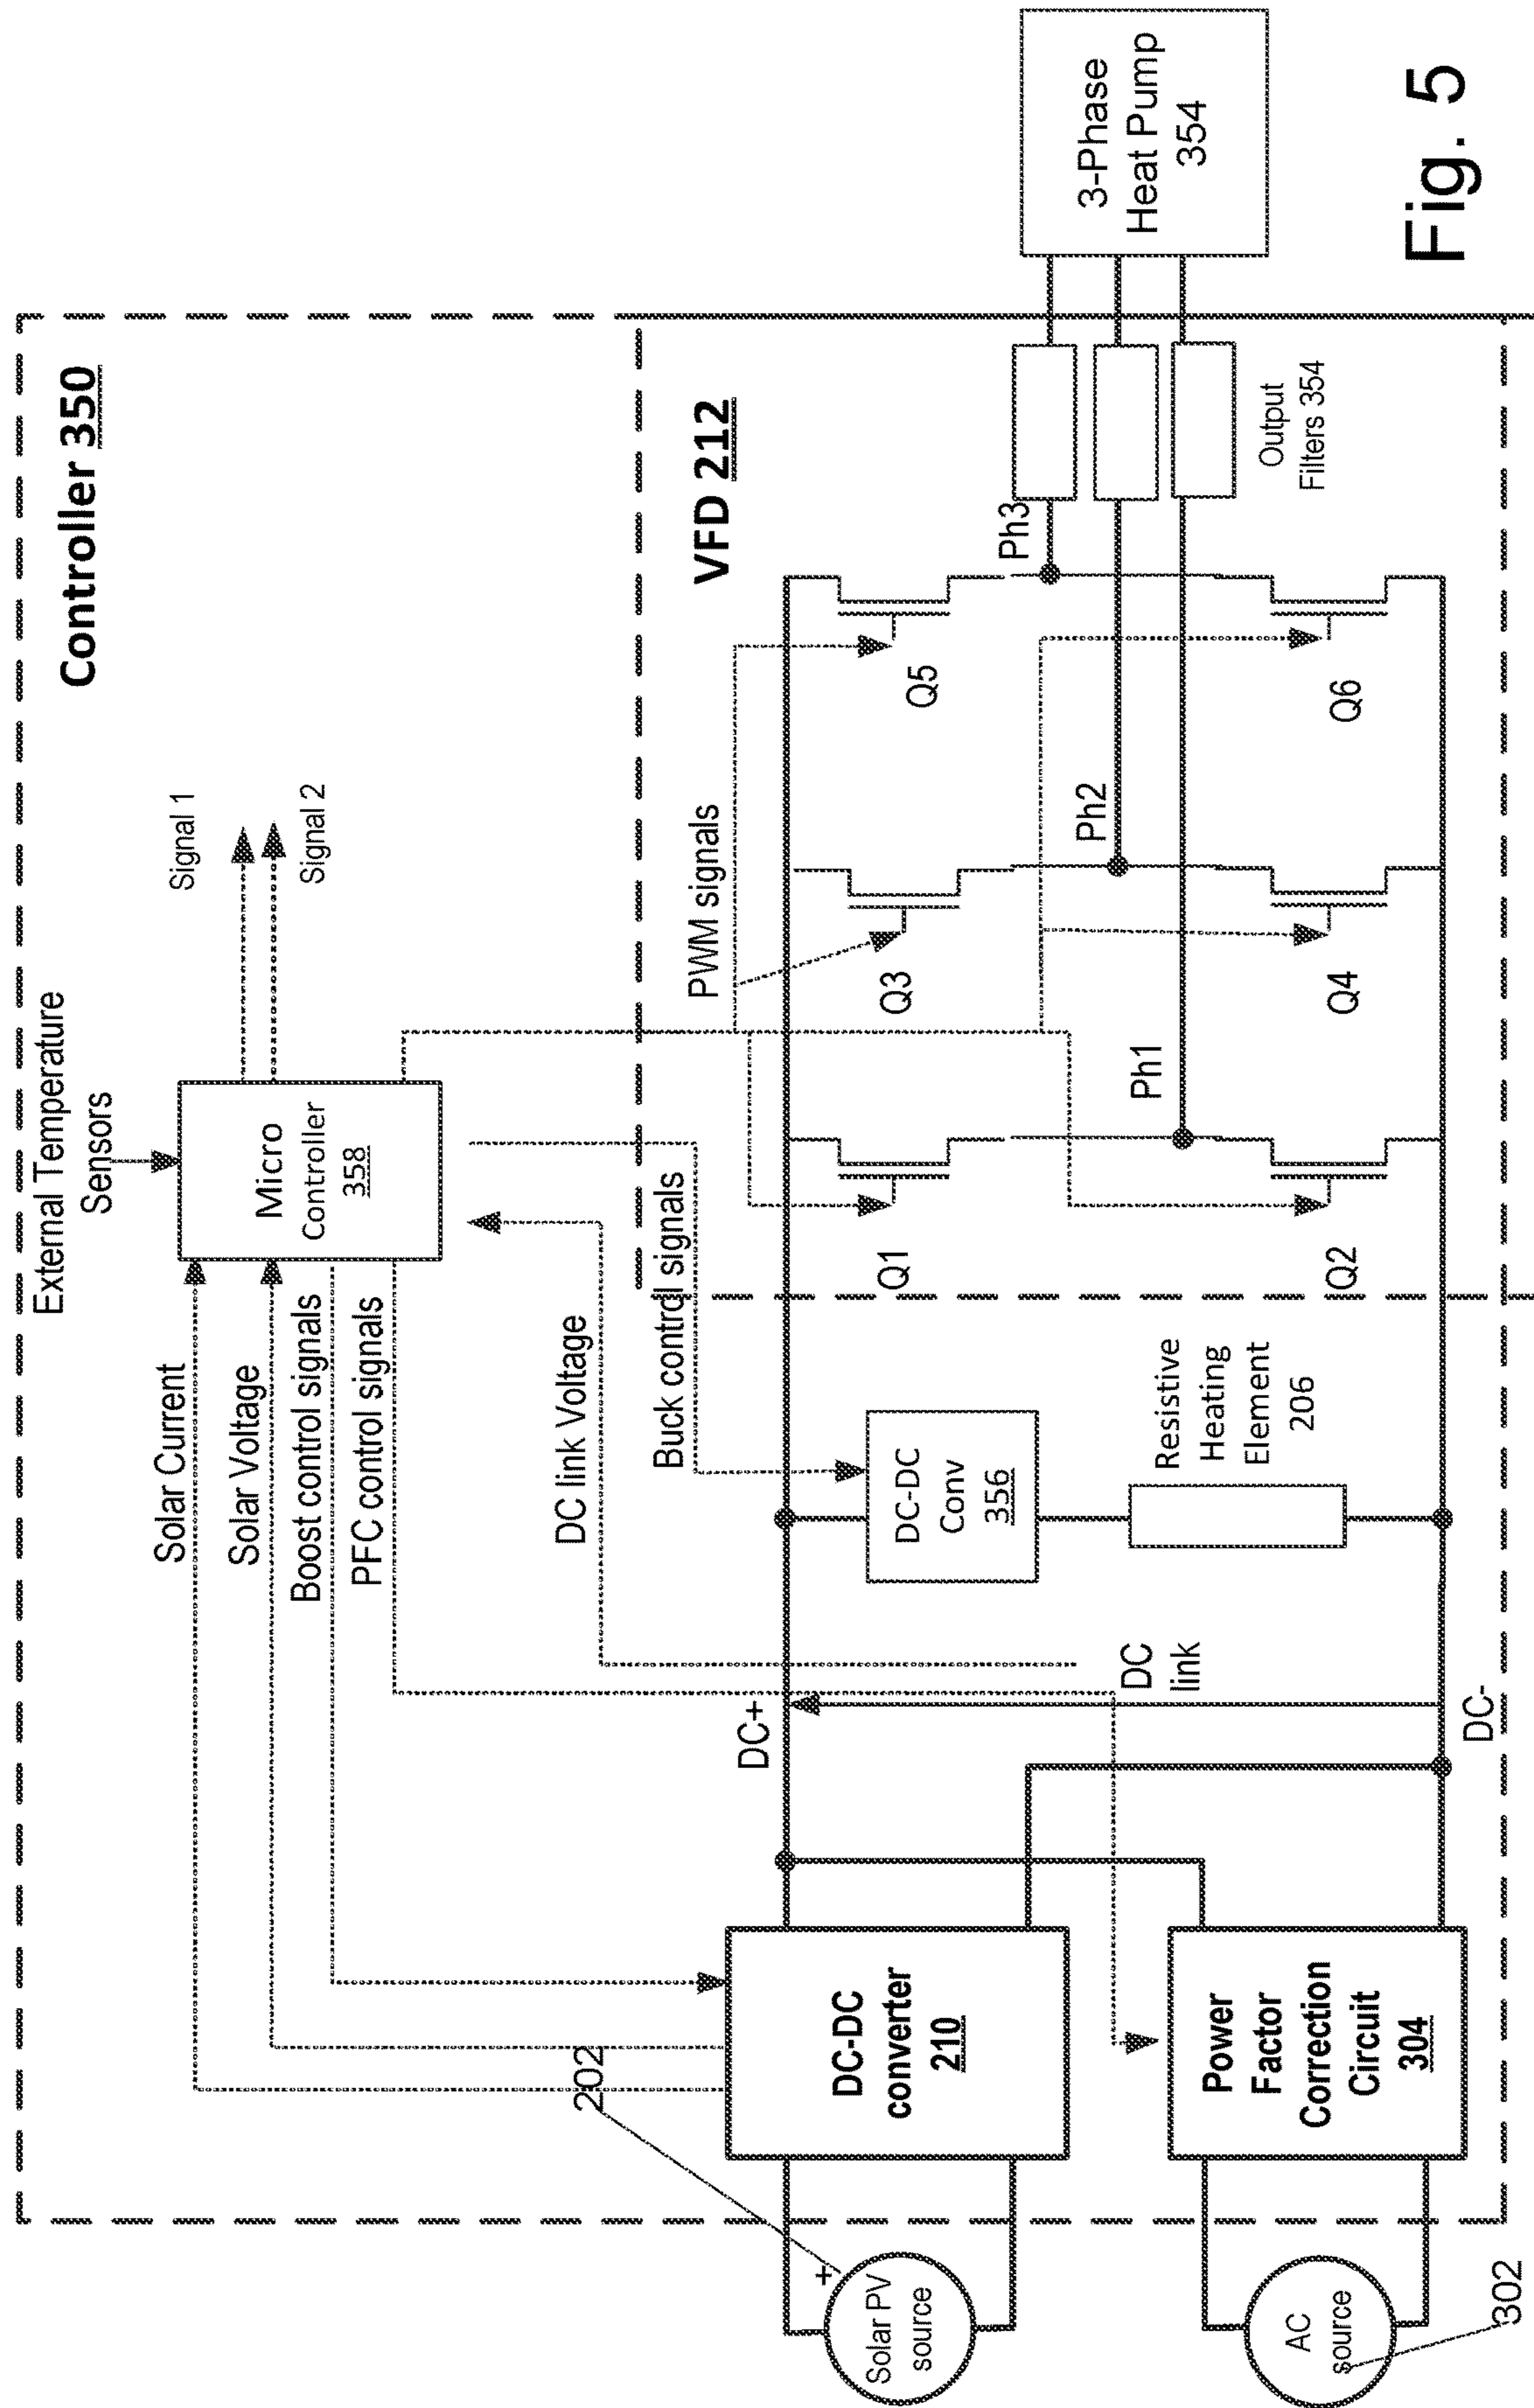 Controller 350
External Temperature
Sensors
Signal 1
Signal 2
Micro
Controller
358
Solar Current
Solar Voltage
Boost control signals
PFC control signals
DC link Voltage
Buck control signals
PWM signals
VFD 212
202
+
Solar PV
source
DC-DC
converter
210
DC+
DC
link
DC-
DC-DC
Conv
356
Resistive
Heating
Element
206
Q1
Q3
Q5
Ph1
Ph2
Ph3
Q2
Q4
Q6
Output
Filters 354
3-Phase
Heat Pump
354
AC
source
302
Power
Factor
Correction
Circuit
304
Fig. 5